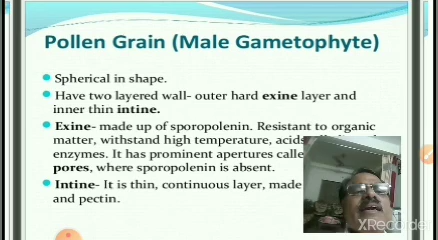 Pollen Grain (Male Gametophyte)
Spherical in shape.
Have two layered wall- outer hard exine layer and
inner thin intine.
Exine- made up of sporopolenin. Resistant to organic
matter, withstand high temperature, acids
enzymes. It has prominent apertures calle
pores, where sporopolenin is absent.
Intine- It is thin, continuous layer, made
and pectin.
XRecorder